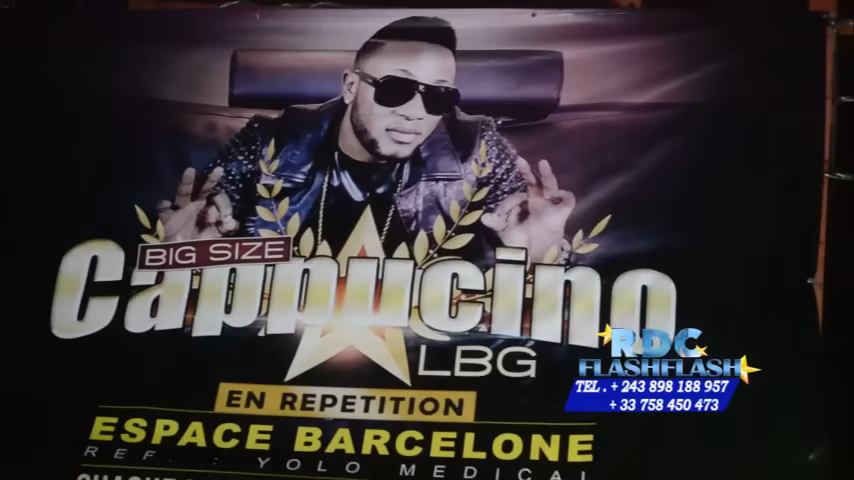 BIG SIZE
Cappucino
LBG
EN REPETITION
ESPACE BARCELONE
REF. : YOLO MEDICAL
RDC
FLASHFLASH
TEL . + 243 898 188 957
+ 33 758 450 473